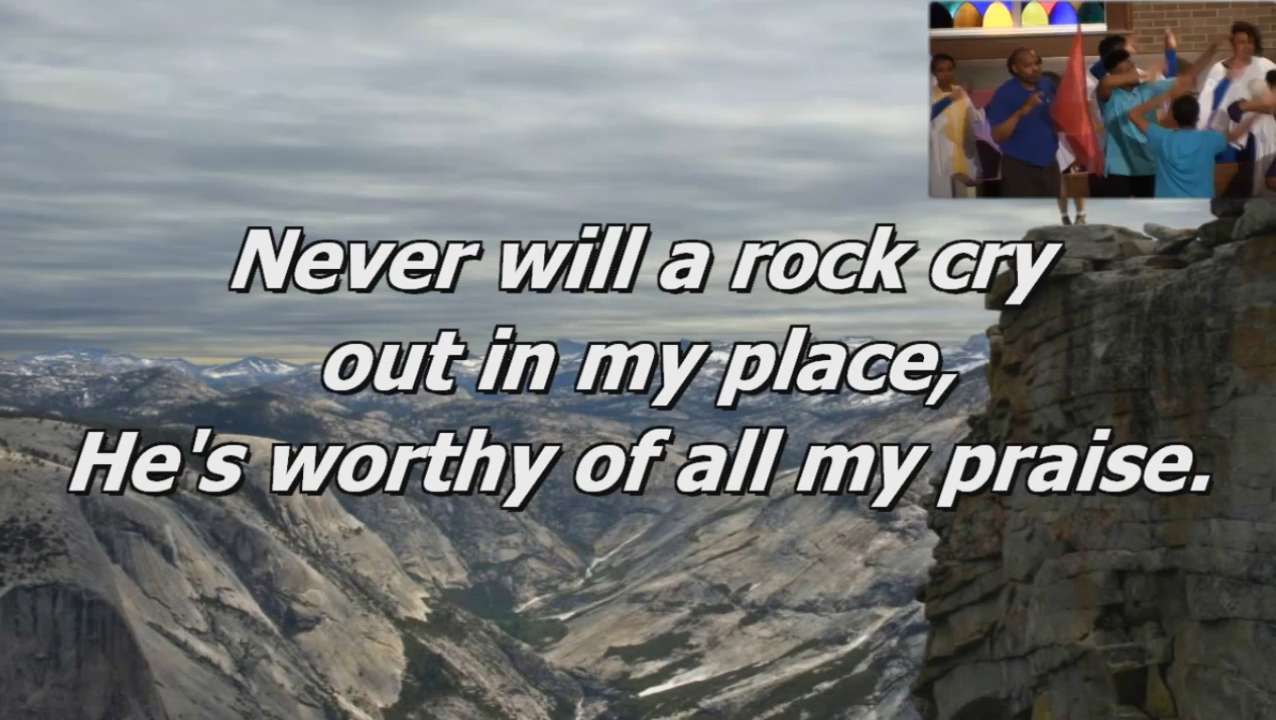 Never will a rock cry
out in my place,
He's worthy of all my praise.